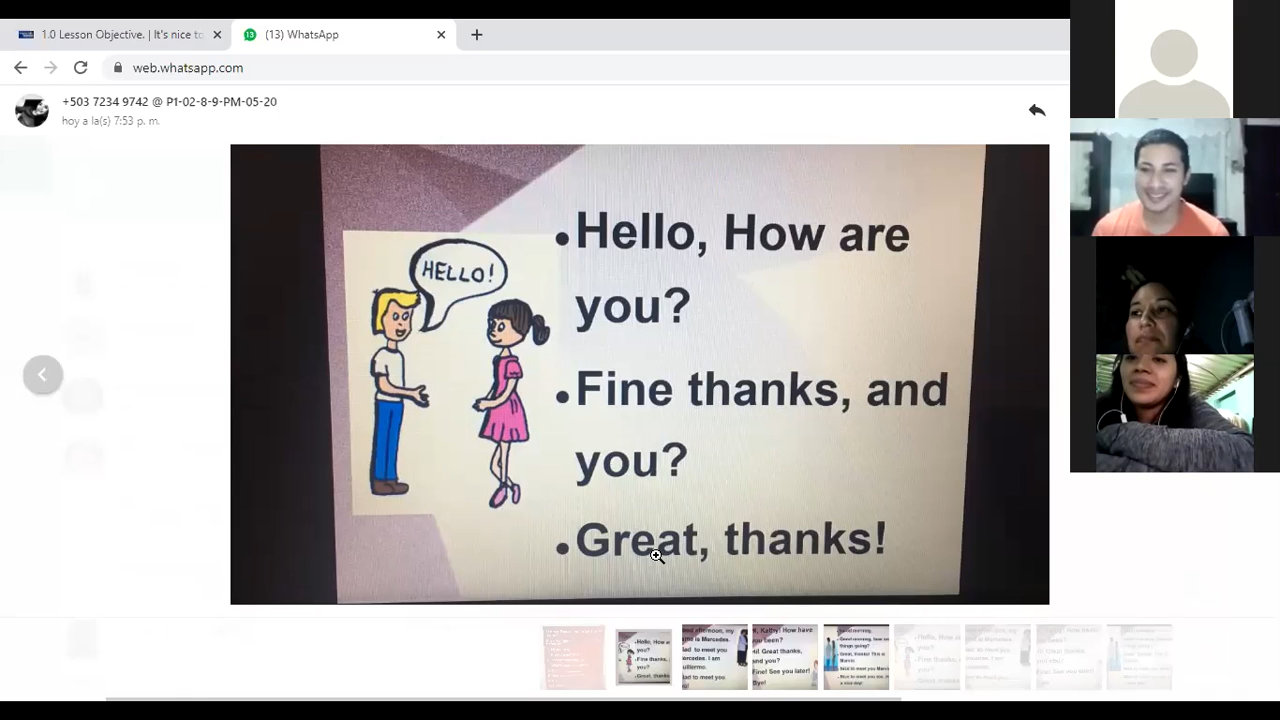 1.0 Lesson Objective. | It's nice to
(13) WhatsApp
web.whatsapp.com
+503 7234 9742 @ P1-02-8-9-PM-05-20
hoy a la(s) 7:53 p. m.
HELLO!
•Hello, How are
you?
•Fine thanks, and
you?
•Great, thanks!